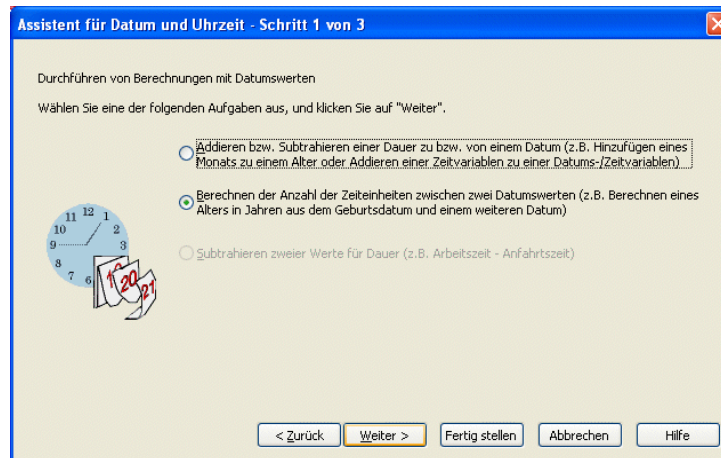 Assistent für Datum und Uhrzeit - Schritt 1 von 3
Durchführen von Berechnungen mit Datumswerten
Wählen Sie eine der folgenden Aufgaben aus, und klicken Sie auf "Weiter".
Addieren bzw. Subtrahieren einer Dauer zu bzw. von einem Datum (z.B. Hinzufügen eines
Monats zu einem Alter oder Addieren einer Zeitvariablen zu einer Datums-/Zeitvariablen)
Berechnen der Anzahl der Zeiteinheiten zwischen zwei Datumswerten (z.B. Berechnen eines
Alters in Jahren aus dem Geburtsdatum und einem weiteren Datum)
Subtrahieren zweier Werte für Dauer (z.B. Arbeitszeit - Anfahrtszeit)
11 12 1
10 2
9 3
8
7 6
20 21
< Zurück Weiter > Fertig stellen Abbrechen Hilfe